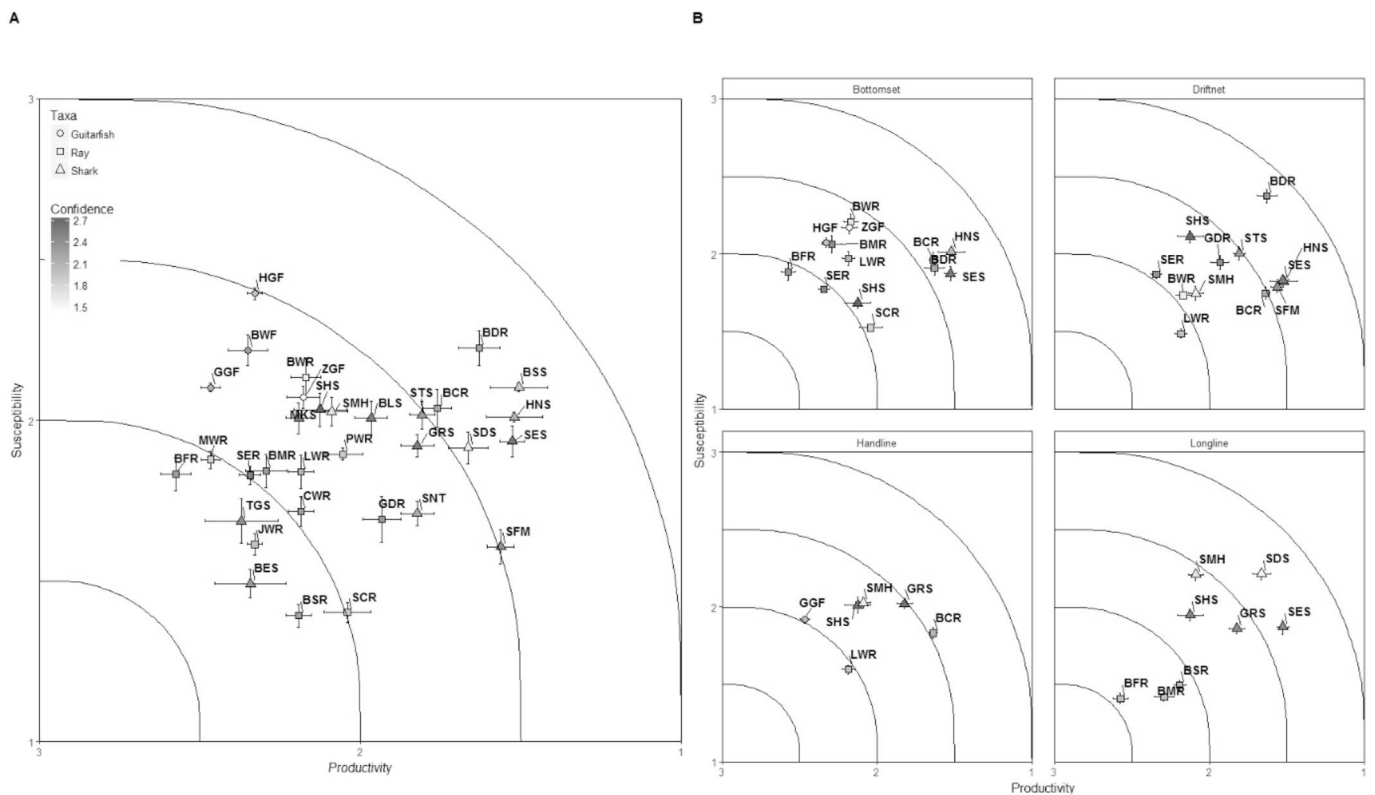 A
B
3
2
1
Susceptibility
3
2
1
Productivity
Taxa
Guitarfish
Ray
Shark
Confidence
2.7
2.4
2.1
1.8
1.5
HGF
BWF
BDR
GGF
BWR
ZGF
BSS
SHS
SMH
BLS
STS
BCR
HNS
MKS
MWR
PWR
GRS
SDS
SES
BFR
SER
BMR
LWR
TGS
CWR
GDR
SNT
JWR
SFM
BES
BSR
SCR
Bottomset
3
2
1
BWR
HGF
ZGF
BMR
BCR
HNS
BFR
LWR
BDR
SER
SES
SHS
SCR
Driftnet
BDR
SHS
GDR
STS
HNS
SER
SES
BWR
SMH
BCR
SFM
LWR
Susceptibility
Handline
3
2
1
SMH
GGF
GRS
SHS
BCR
LWR
3
2
1
Longline
SMH
SDS
SHS
GRS
SES
BSR
BFR
BMR
3
2
1
Productivity